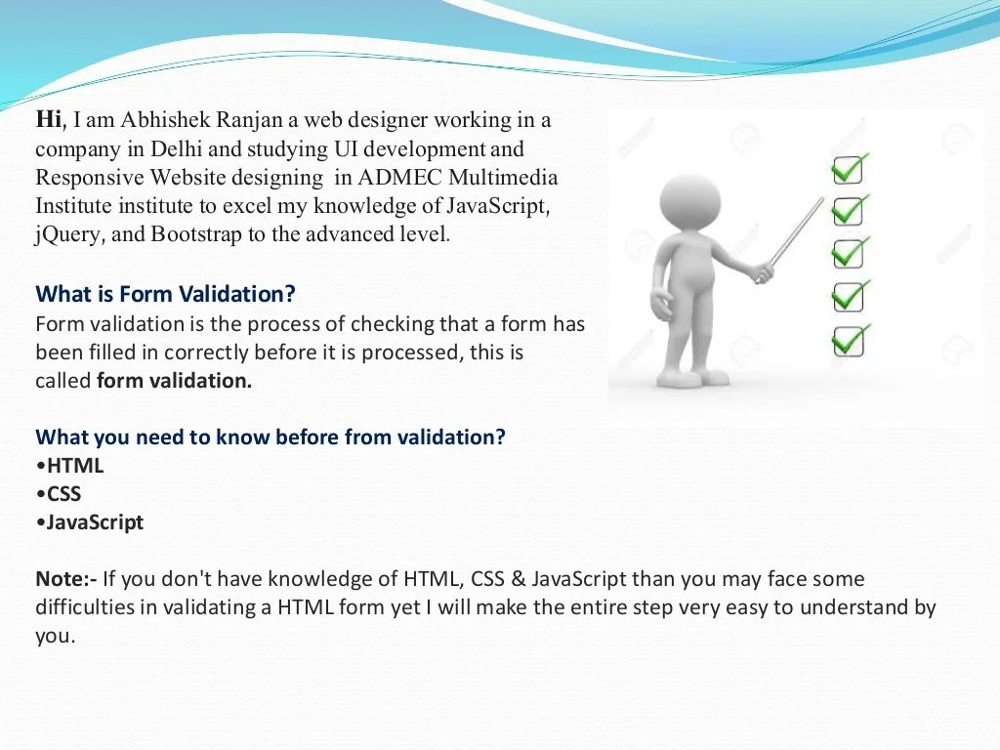 Hi, I am Abhishek Ranjan a web designer working in a
company in Delhi and studying UI development and
Responsive Website designing  in ADMEC Multimedia
Institute institute to excel my knowledge of JavaScript,
jQuery, and Bootstrap to the advanced level.
What is Form Validation?
Form validation is the process of checking that a form has
been filled in correctly before it is processed, this is
called form validation.
What you need to know before from validation?
•HTML
•CSS
•JavaScript
Note:- If you don't have knowledge of HTML, CSS & JavaScript than you may face some
difficulties in validating a HTML form yet I will make the entire step very easy to understand by
you.